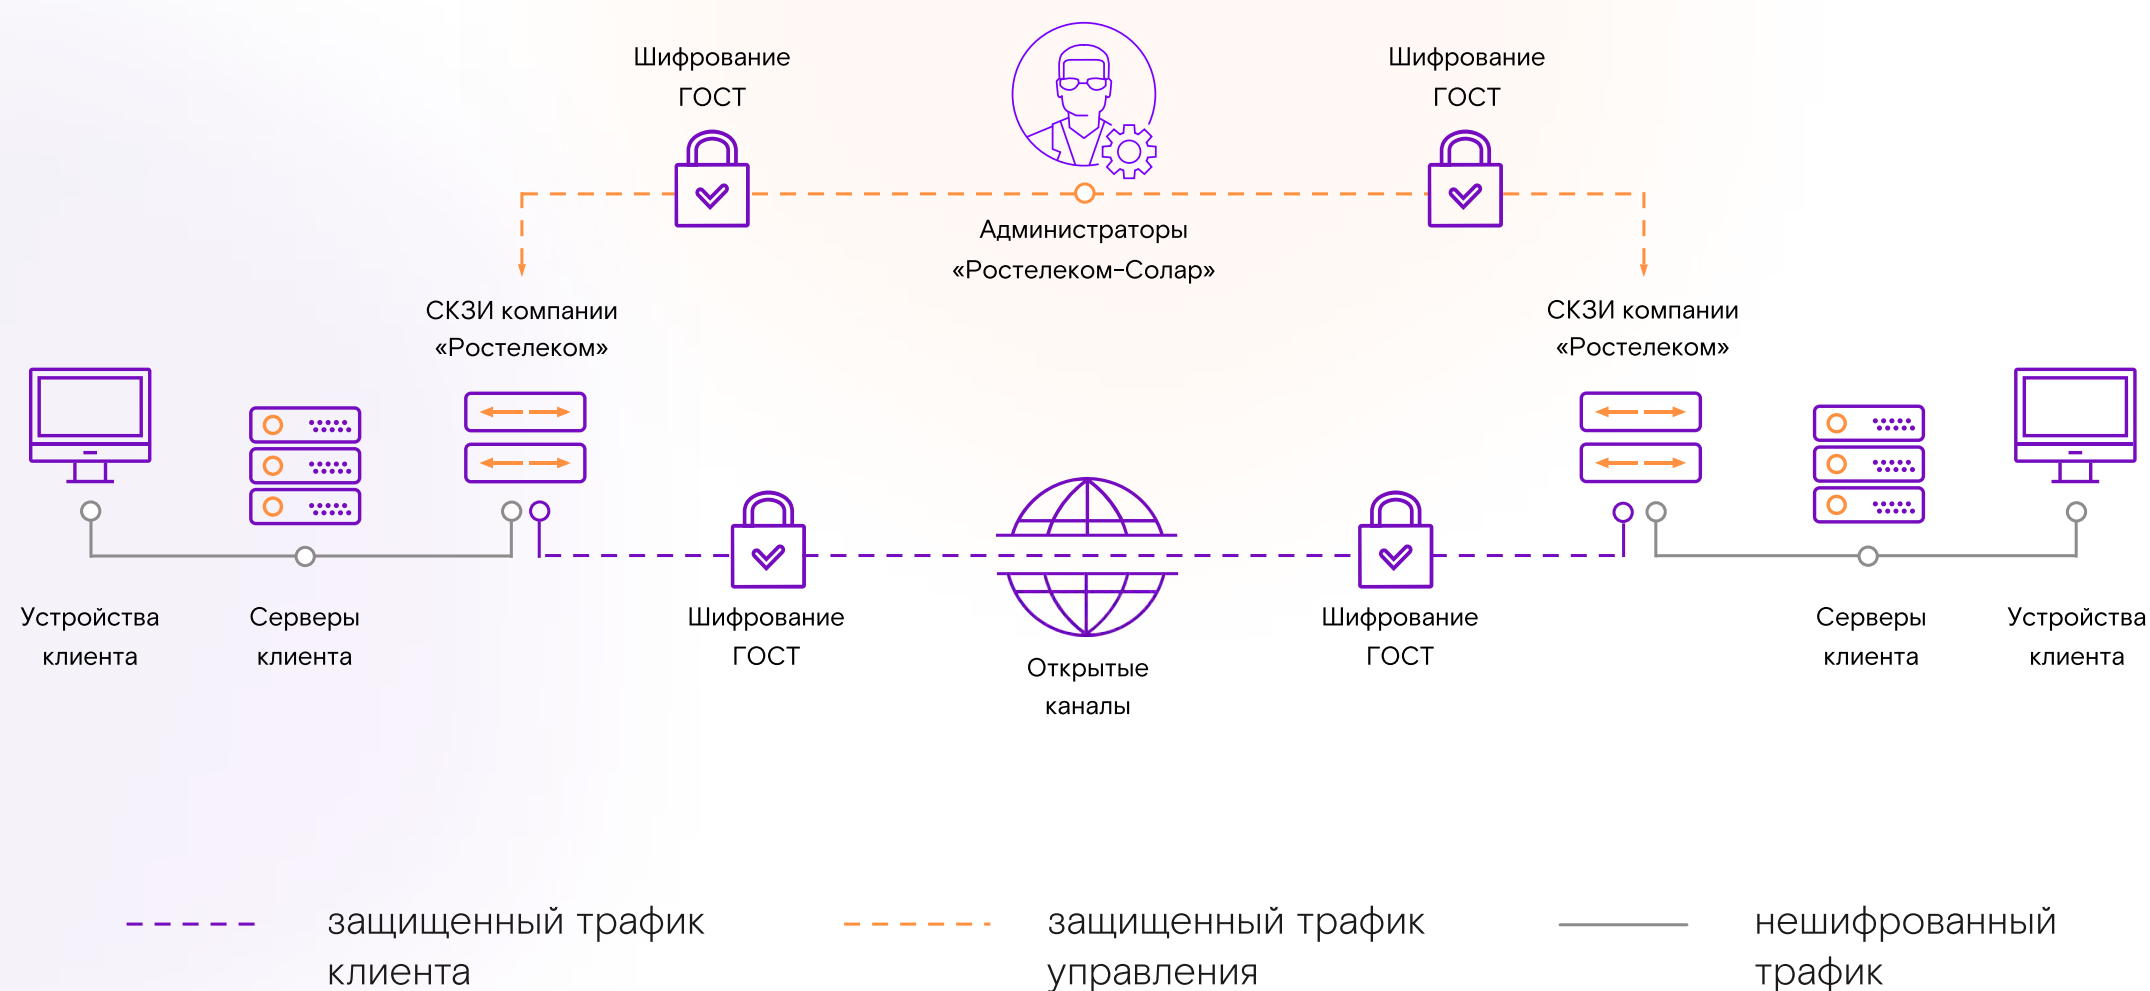 Шифрование
ГОСТ
Шифрование
ГОСТ
Администраторы
«Ростелеком-Солар»
СКЗИ компании
«Ростелеком»
СКЗИ компании
«Ростелеком»
Устройства
клиента
Серверы
клиента
Шифрование
ГОСТ
Открытые
каналы
Шифрование
ГОСТ
Серверы
клиента
Устройства
клиента
защищенный трафик
клиента
защищенный трафик
управления
нешифрованный
трафик